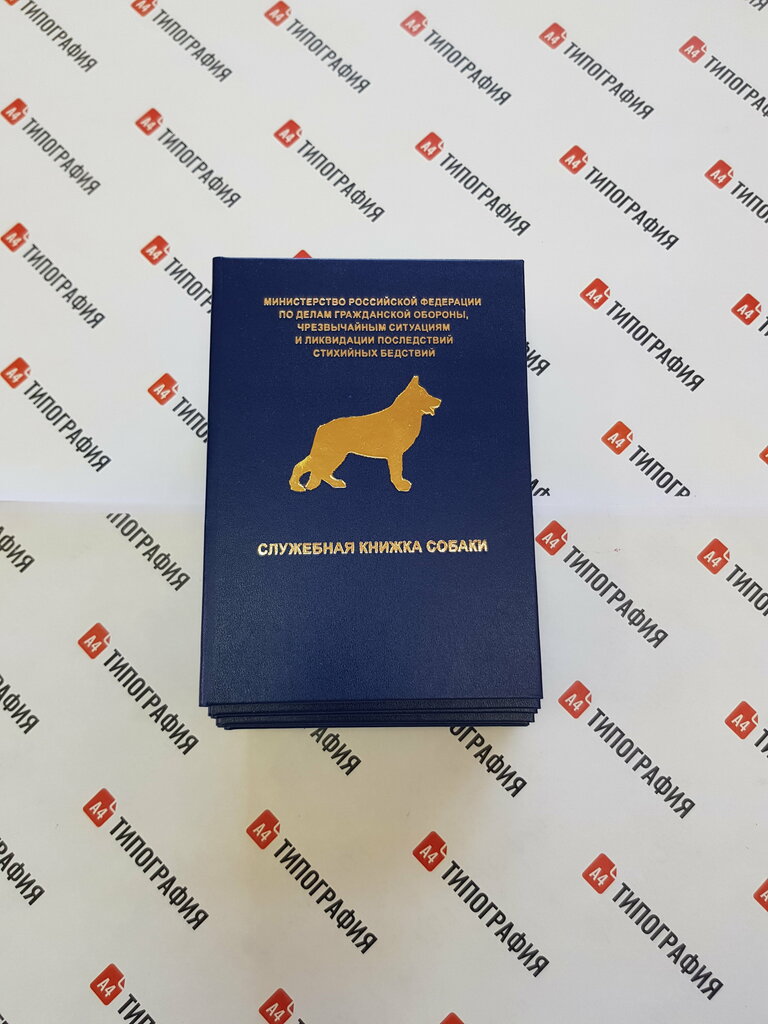 МИНИСТЕРСТВО РОССИЙСКОЙ ФЕДЕРАЦИИ
ПО ДЕЛАМ ГРАЖДАНСКОЙ ОБОРОНЫ,
ЧРЕЗВЫЧАЙНЫМ СИТУАЦИЯМ
И ЛИКВИДАЦИИ ПОСЛЕДСТВИЙ
СТИХИЙНЫХ БЕДСТВИЙ
СЛУЖЕБНАЯ КНИЖКА СОБАКИ
А4 ТИПОГРАФИЯ